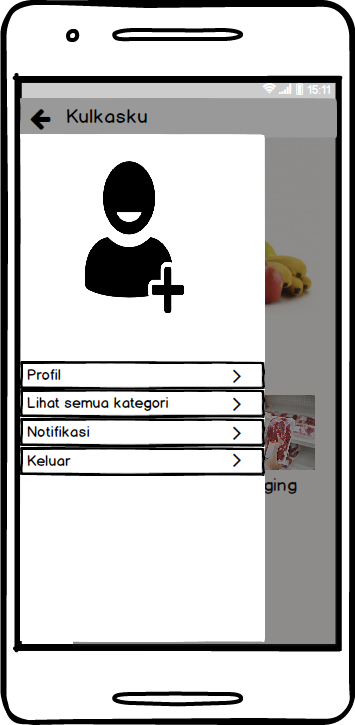 15:11
Kulkasku
Profil
Lihat semua kategori
Notifikasi
Keluar
ging